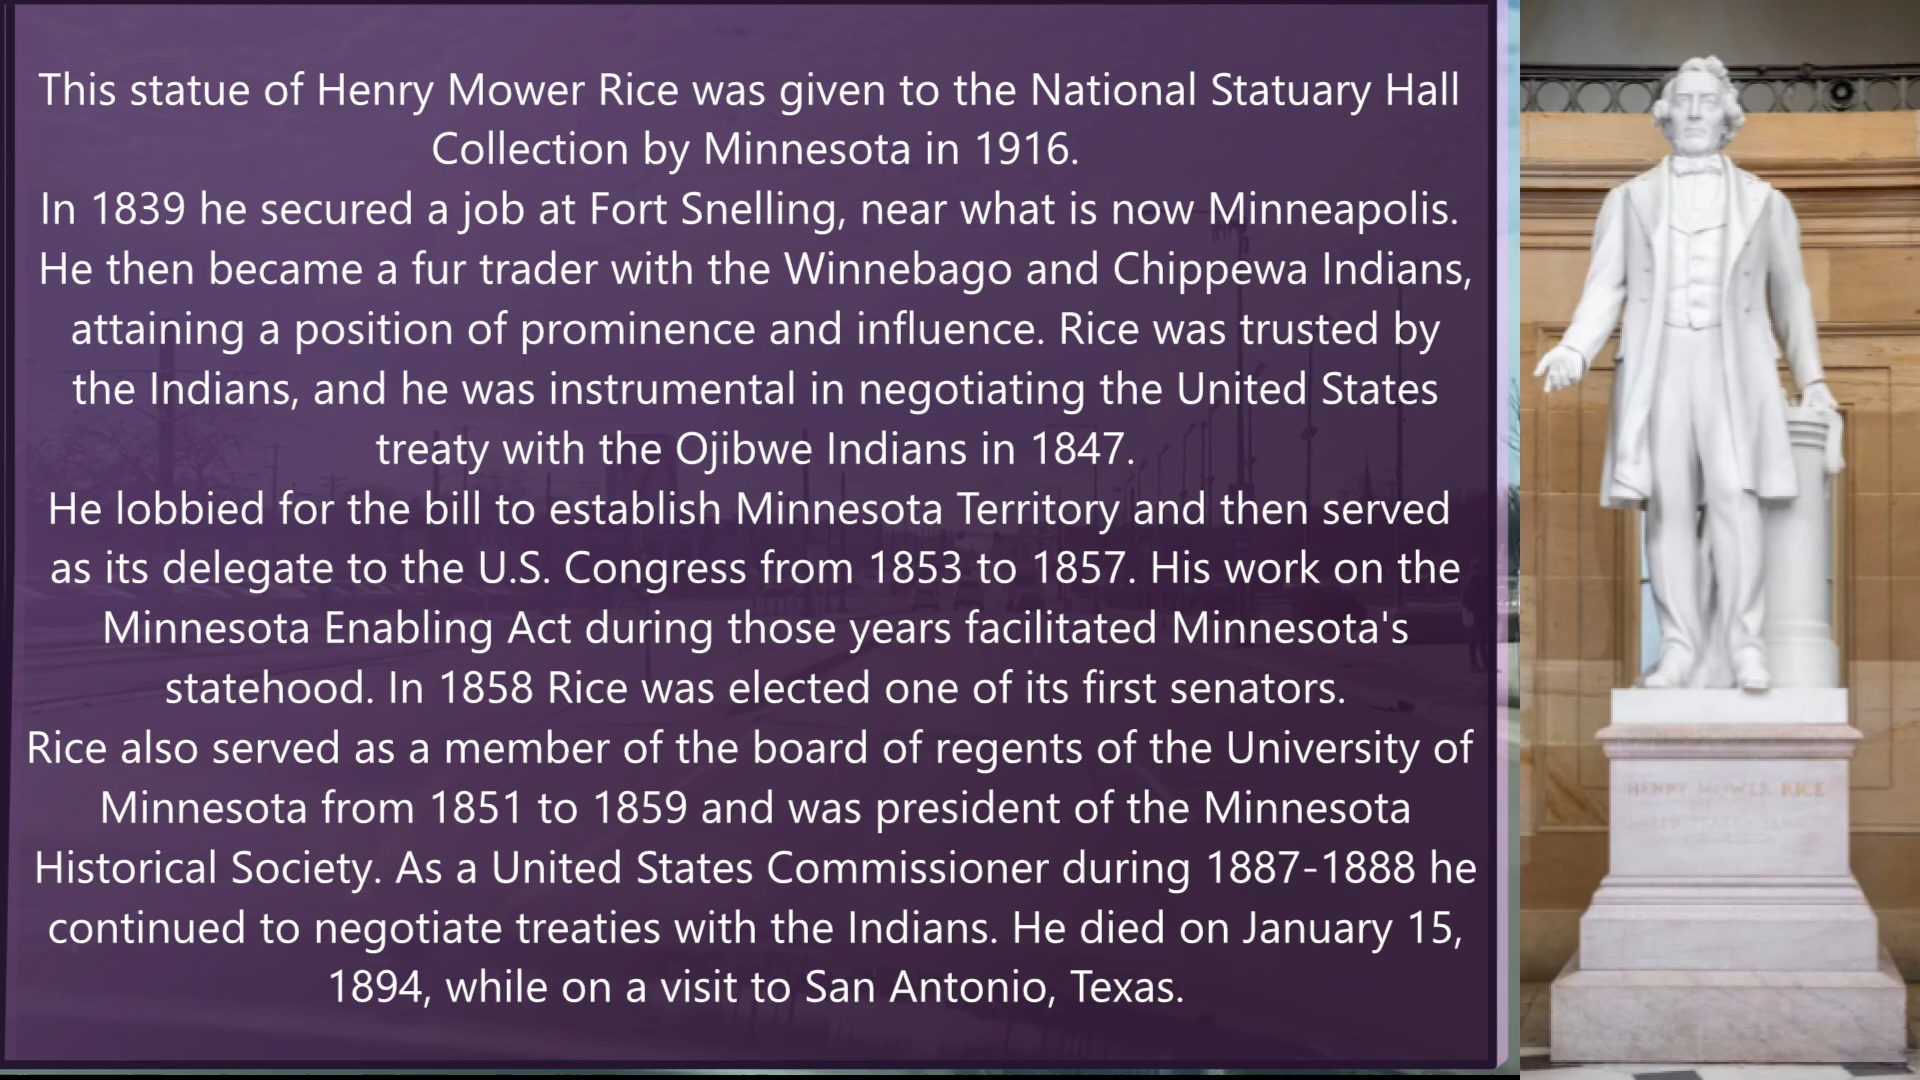 This statue of Henry Mower Rice was given to the National Statuary Hall
Collection by Minnesota in 1916.
In 1839 he secured a job at Fort Snelling, near what is now Minneapolis.
He then became a fur trader with the Winnebago and Chippewa Indians,
attaining a position of prominence and influence. Rice was trusted by
the Indians, and he was instrumental in negotiating the United States
treaty with the Ojibwe Indians in 1847.
He lobbied for the bill to establish Minnesota Territory and then served
as its delegate to the U.S. Congress from 1853 to 1857. His work on the
Minnesota Enabling Act during those years facilitated Minnesota's
statehood. In 1858 Rice was elected one of its first senators.
Rice also served as a member of the board of regents of the University of
Minnesota from 1851 to 1859 and was president of the Minnesota
Historical Society. As a United States Commissioner during 1887-1888 he
continued to negotiate treaties with the Indians. He died on January 15,
1894, while on a visit to San Antonio, Texas.
HENRY MOWER RICE